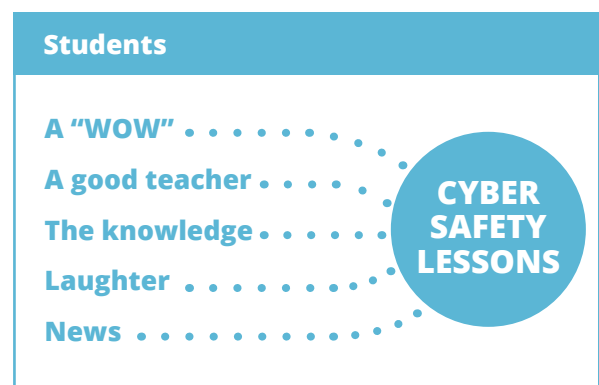 Students
A “WOW”
A good teacher
The knowledge
Laughter
News
CYBER
SAFETY
LESSONS